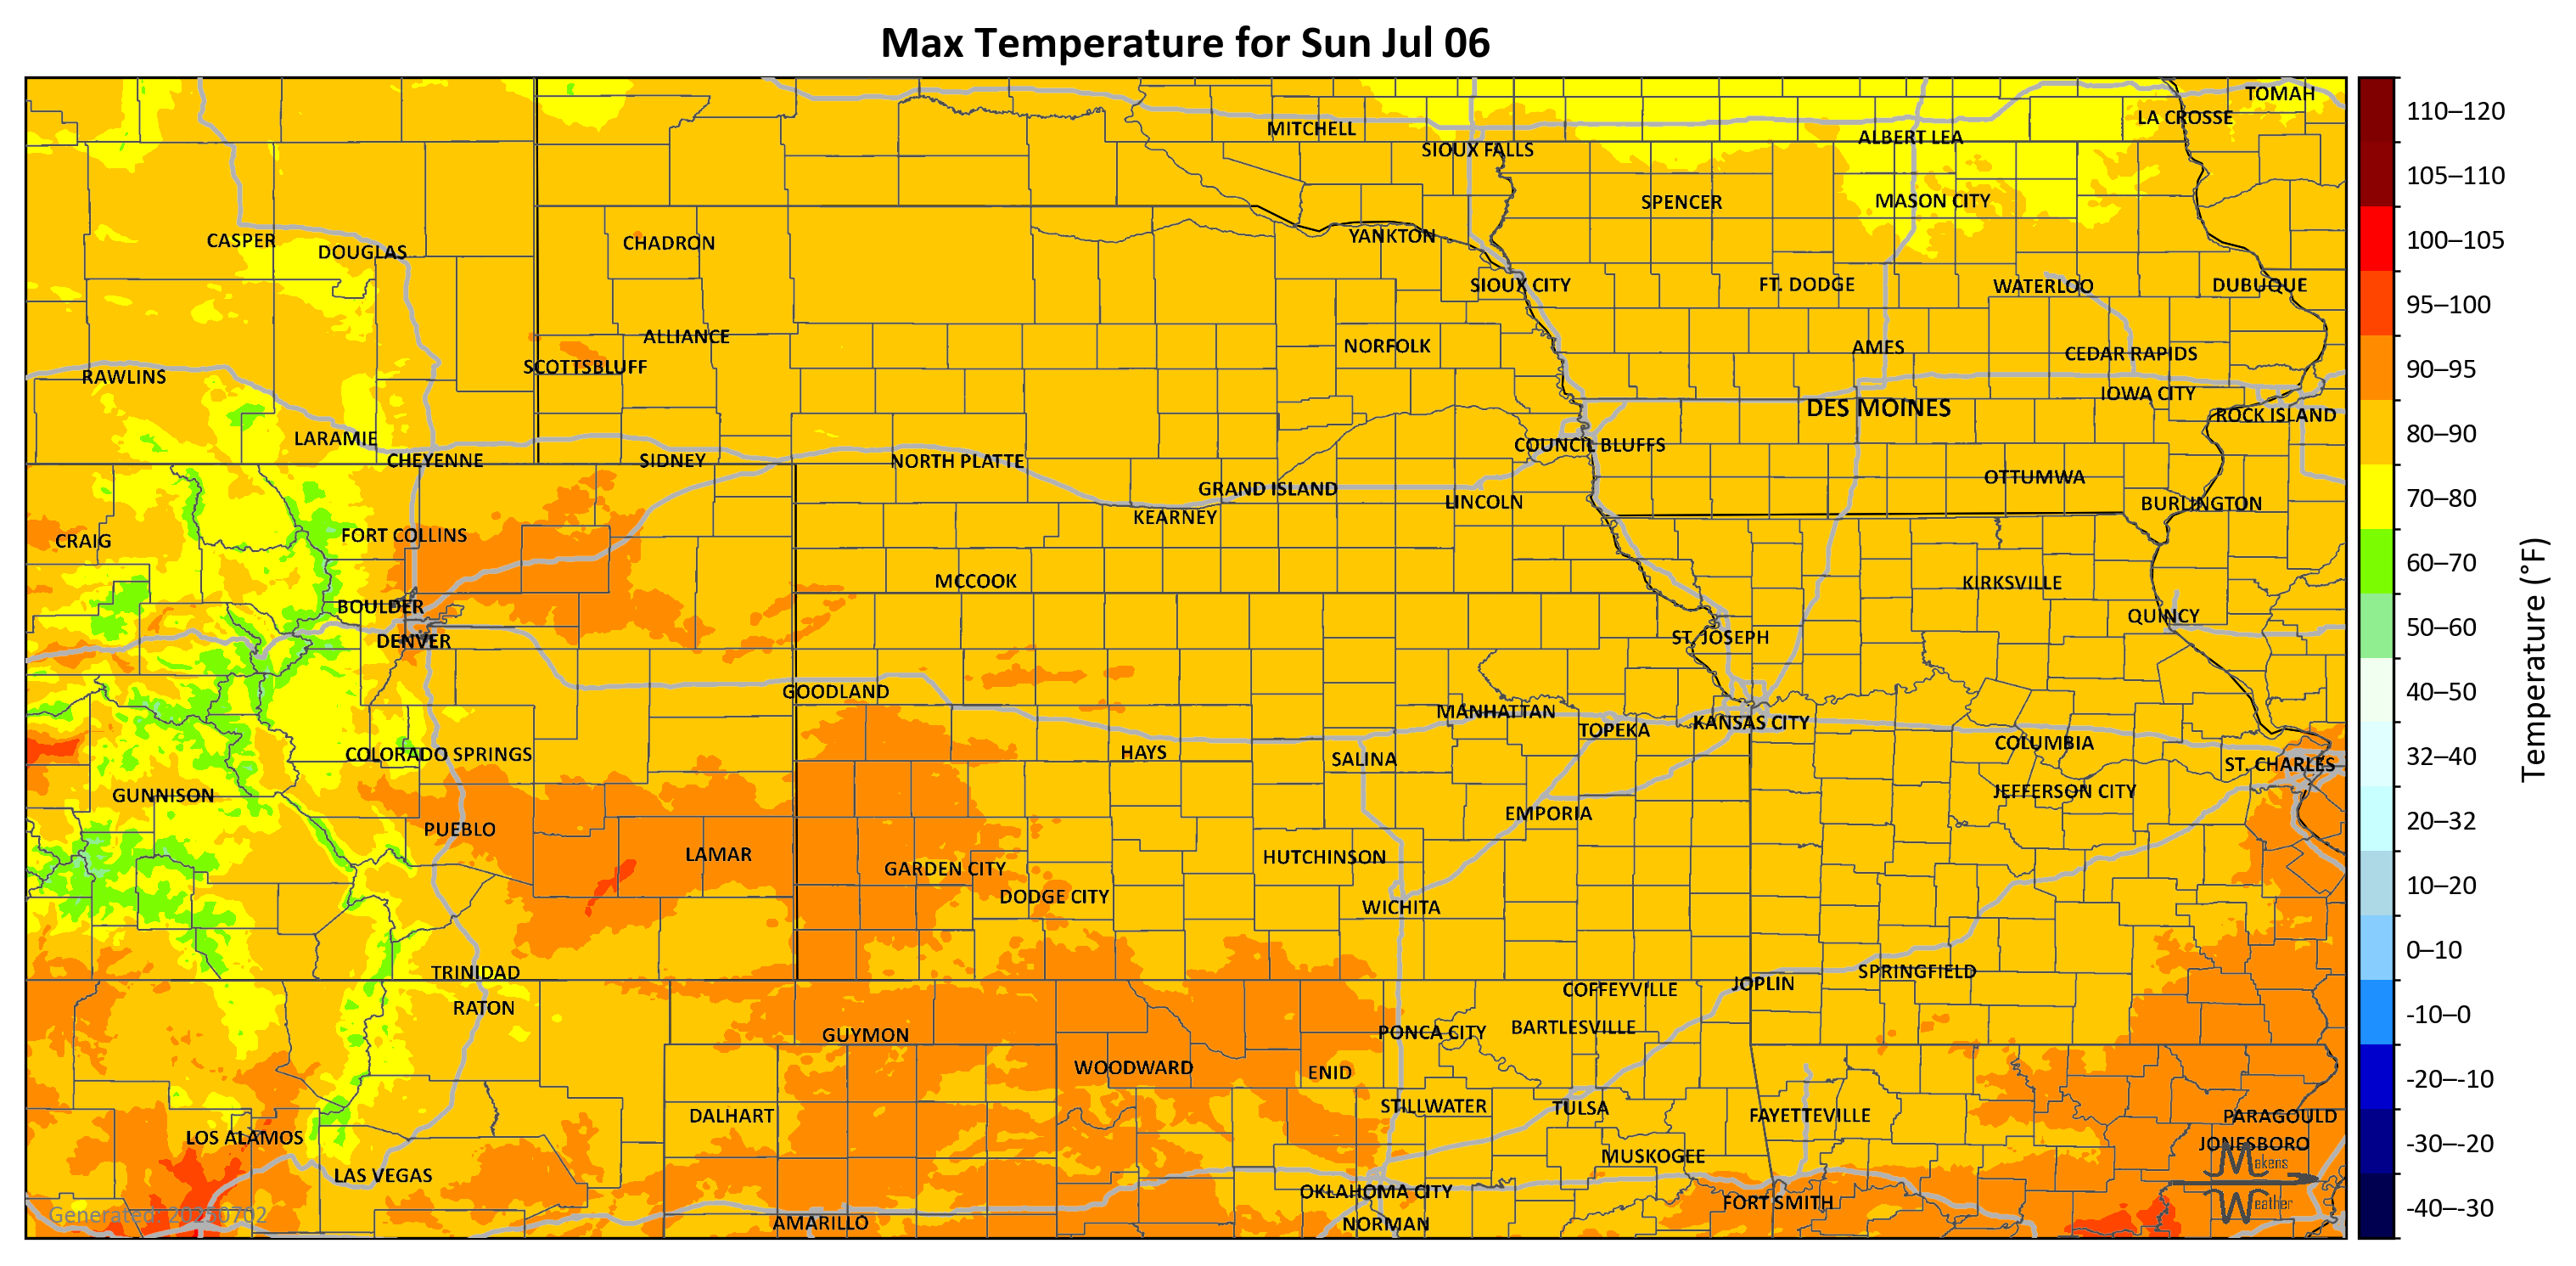 Max Temperature for Sun Jul 06
TOMAH
LA CROSSE
MITCHELL
ALBERT LEA
SIOUX FALLS
SPENCER
MASON CITY
CASPER
DOUGLAS
CHADRON
YANKTON
SIOUX CITY
FT. DODGE
WATERLOO
DUBUQUE
ALLIANCE
NORFOLK
AMES
CEDAR RAPIDS
SCOTTSBLUFF
RAWLINS
IOWA CITY
DES MOINES
ROCK ISLAND
LARAMIE
COUNCIL BLUFFS
CHEYENNE
SIDNEY
NORTH PLATTE
OTTUMWA
GRAND ISLAND
LINCOLN
BURLINGTON
KEARNEY
FORT COLLINS
CRAIG
MCCOOK
KIRKSVILLE
BOULDER
QUINCY
DENVER
ST. JOSEPH
GOODLAND
MANHATTAN
TOPEKA
KANSAS CITY
COLUMBIA
COLORADO SPRINGS
HAYS
SALINA
ST. CHARLES
GUNNISON
JEFFERSON CITY
EMPORIA
PUEBLO
LAMAR
HUTCHINSON
GARDEN CITY
DODGE CITY
WICHITA
TRINIDAD
SPRINGFIELD
JOPLIN
COFFEYVILLE
RATON
BARTLESVILLE
PONCA CITY
GUYMON
WOODWARD
ENID
STILLWATER
TULSA
DALHART
FAYETTEVILLE
PARAGOULD
LOS ALAMOS
JONESBORO
MUSKOGEE
LAS VEGAS
OKLAHOMA CITY
FORT SMITH
AMARILLO
NORMAN
Generated: 20250702
Makens
Weather
110–120
105–110
100–105
95–100
90–95
80–90
70–80
60–70
50–60
40–50
32–40
20–32
10–20
0–10
-10–0
-20–-10
-30–-20
-40–-30
Temperature (°F)